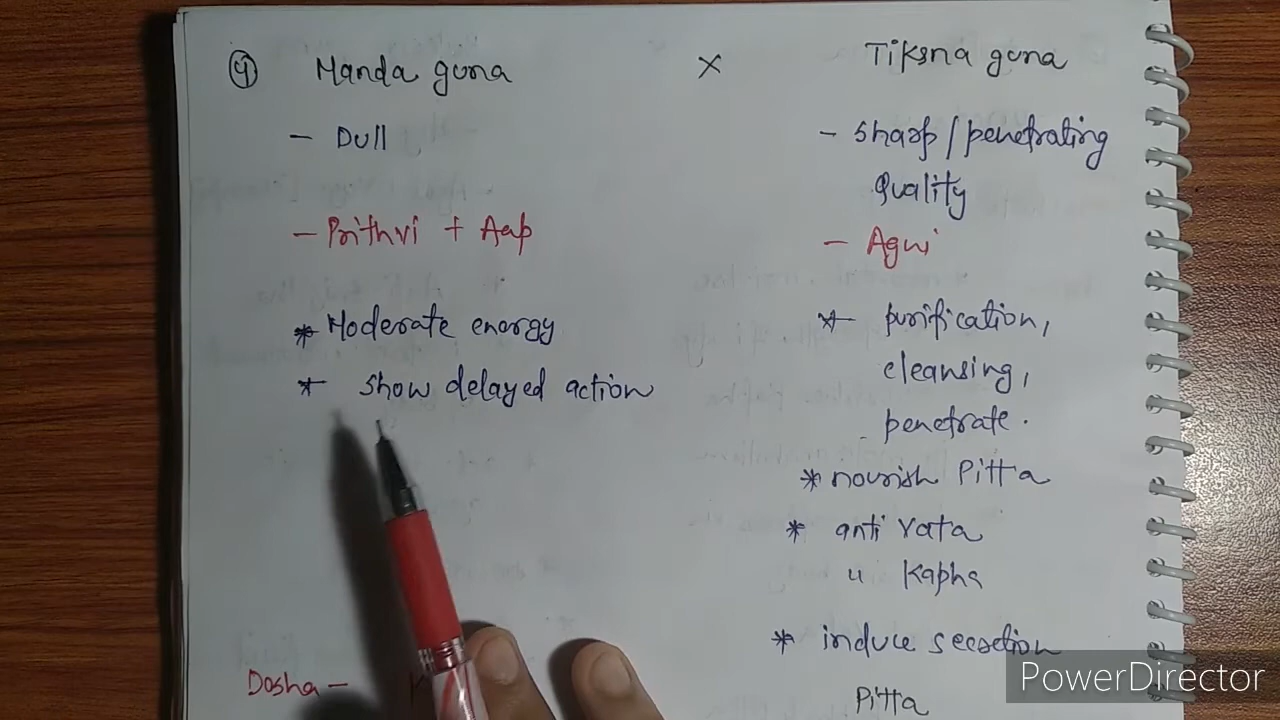 ④ Manda guna × Tiksna guna
- Dull
- Prithvi + Aap
* Moderate energy
* show delayed action
Dosha -
- sharp / penetrating
quality
- Agni
* purification,
cleansing,
penetrate.
* nourish Pitta
* anti vata
" Kapha
* induce secretion
Pitta
PowerDirector